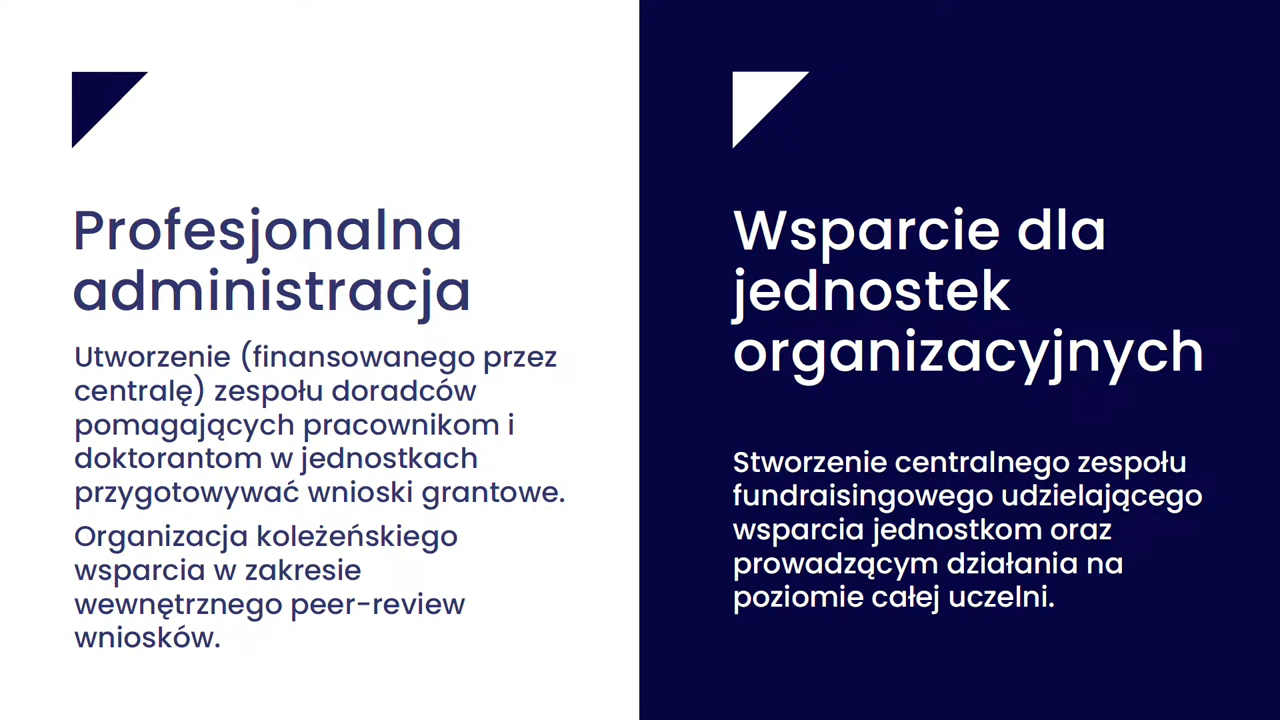 Profesjonalna
administracja
Utworzenie (finansowanego przez
centralę) zespołu doradców
pomagających pracownikom i
doktorantom w jednostkach
przygotowywać wnioski grantowe.
Organizacja koleżeńskiego
wsparcia w zakresie
wewnętrznego peer-review
wniosków.
Wsparcie dla
jednostek
organizacyjnych
Stworzenie centralnego zespołu
fundraisingowego udzielającego
wsparcia jednostkom oraz
prowadzącym działania na
poziomie całej uczelni.